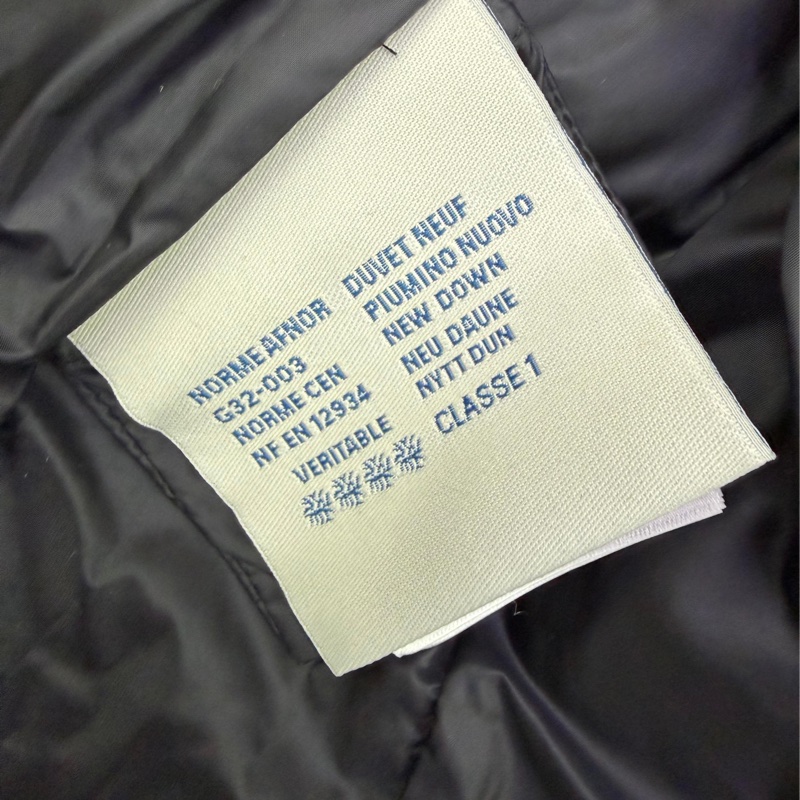 NORME AFNOR
G32-003
NORME CEN
NF EN 12934
VERITABLE
DUVET NEUF
PIUMINO NUOVO
NEW DOWN
NEU DAUNE
NYTT DUN
CLASSE 1